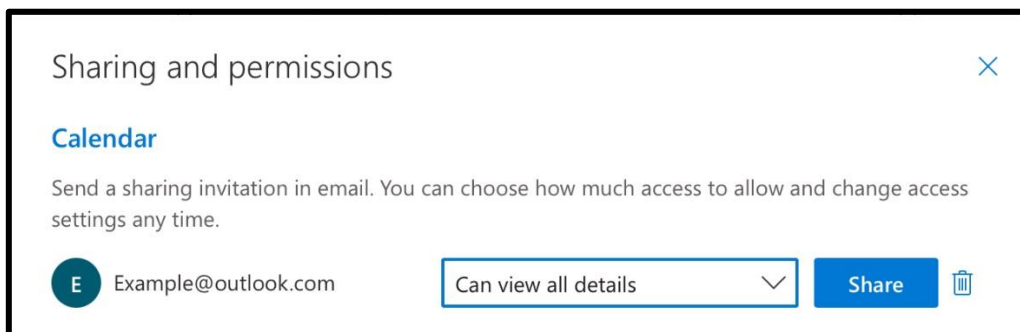 Sharing and permissions
Calendar
Send a sharing invitation in email. You can choose how much access to allow and change access
settings any time.
E Example@outlook.com Can view all details Share